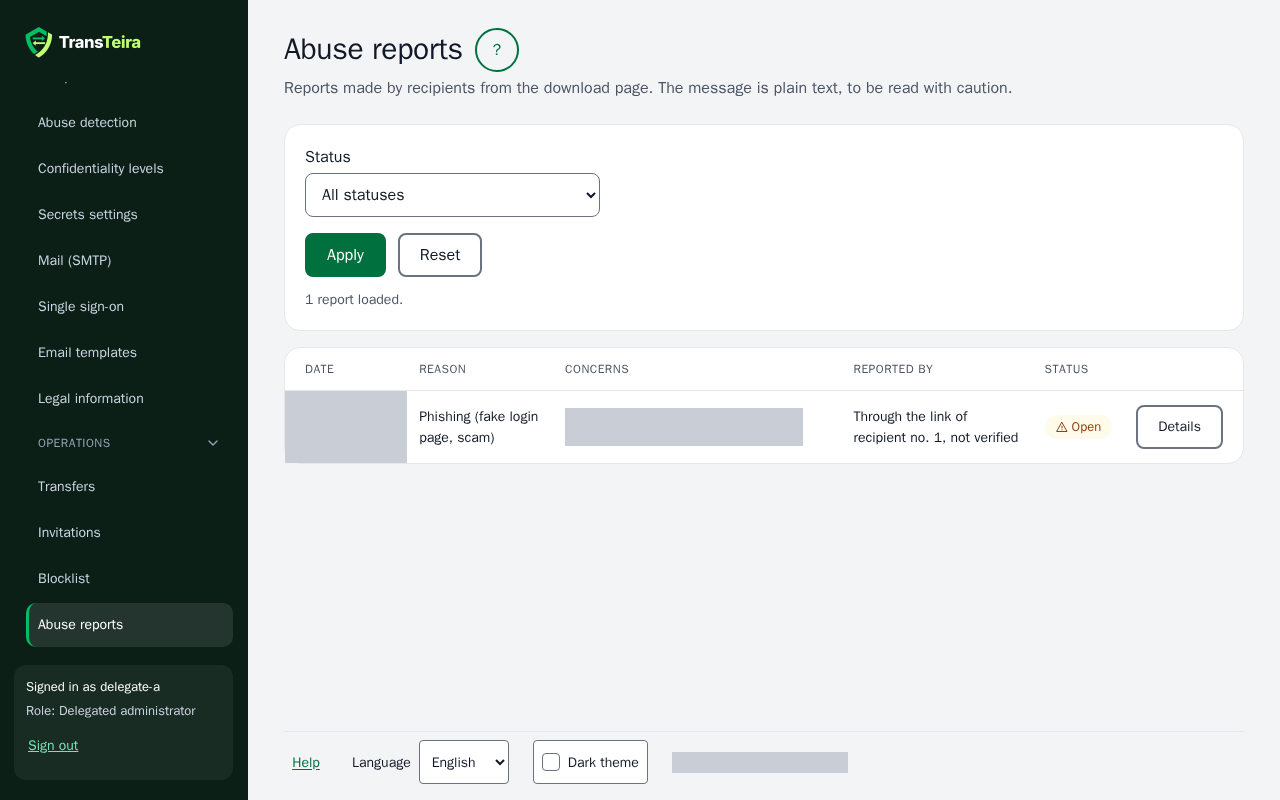 TransTeira
Abuse detection
Confidentiality levels
Secrets settings
Mail (SMTP)
Single sign-on
Email templates
Legal information
OPERATIONS
Transfers
Invitations
Blocklist
Abuse reports
Signed in as delegate-a
Role: Delegated administrator
Sign out
Abuse reports ?
Reports made by recipients from the download page. The message is plain text, to be read with caution.
Status
All statuses
Apply Reset
1 report loaded.
DATE REASON CONCERNS REPORTED BY STATUS
Phishing (fake login
page, scam)
Through the link of
recipient no. 1, not verified
Open
Details
Help Language English Dark theme